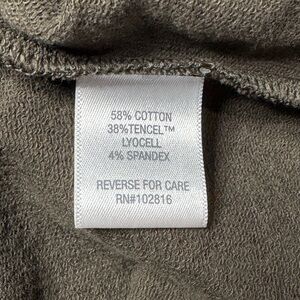 58% COTTON
38%TENCEL™
LYOCELL
4% SPANDEX
REVERSE FOR CARE
RN#102816